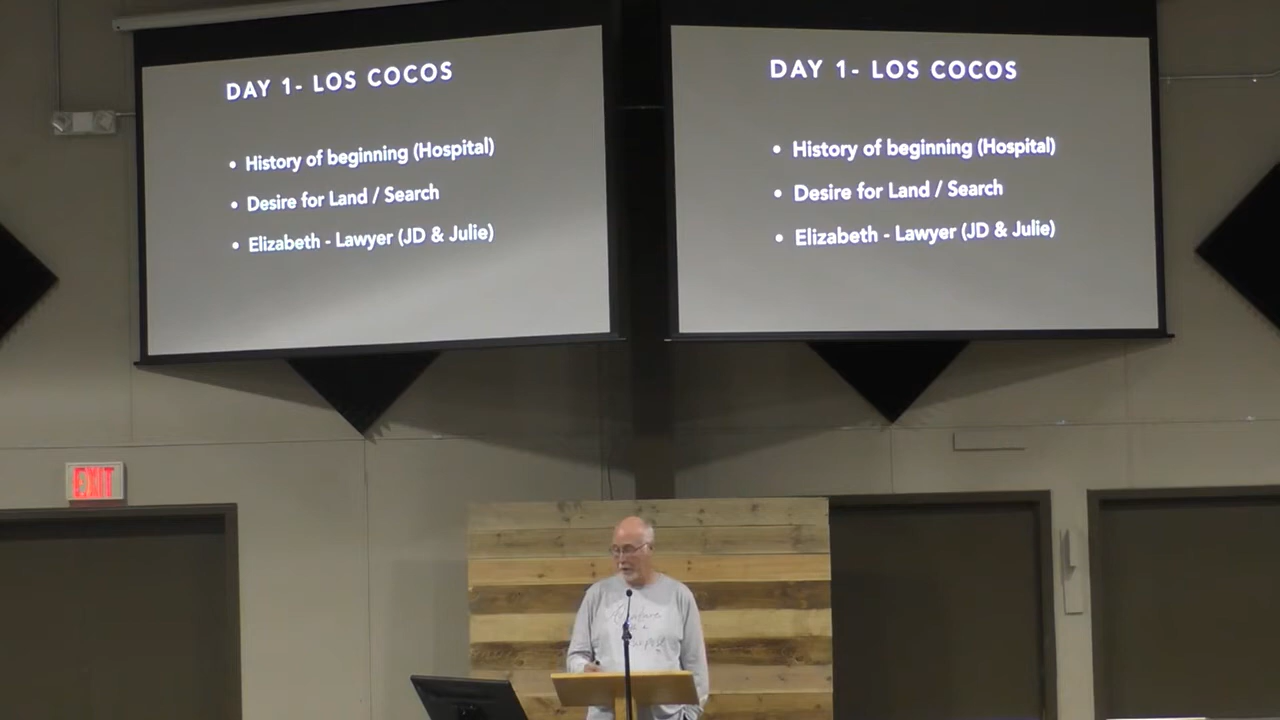 DAY 1- LOS COCOS
• History of beginning (Hospital)
• Desire for Land / Search
• Elizabeth - Lawyer (JD & Julie)
DAY 1- LOS COCOS
• History of beginning (Hospital)
• Desire for Land / Search
• Elizabeth - Lawyer (JD & Julie)
EXIT